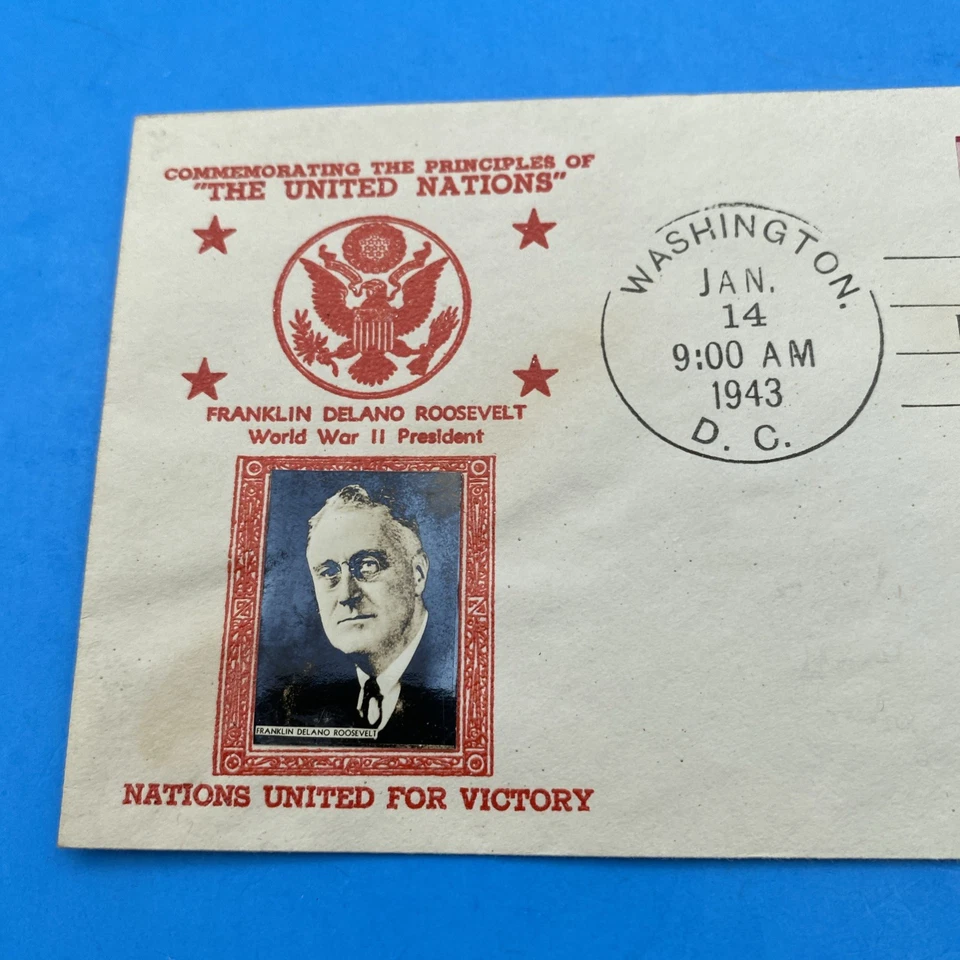 COMMEMORATING THE PRINCIPLES OF
"THE UNITED NATIONS"
FRANKLIN DELANO ROOSEVELT
World War II President
FRANKLIN DELANO ROOSEVELT
NATIONS UNITED FOR VICTORY
WASHINGTON,
JAN.
14
9:00 AM
1943
D. C.